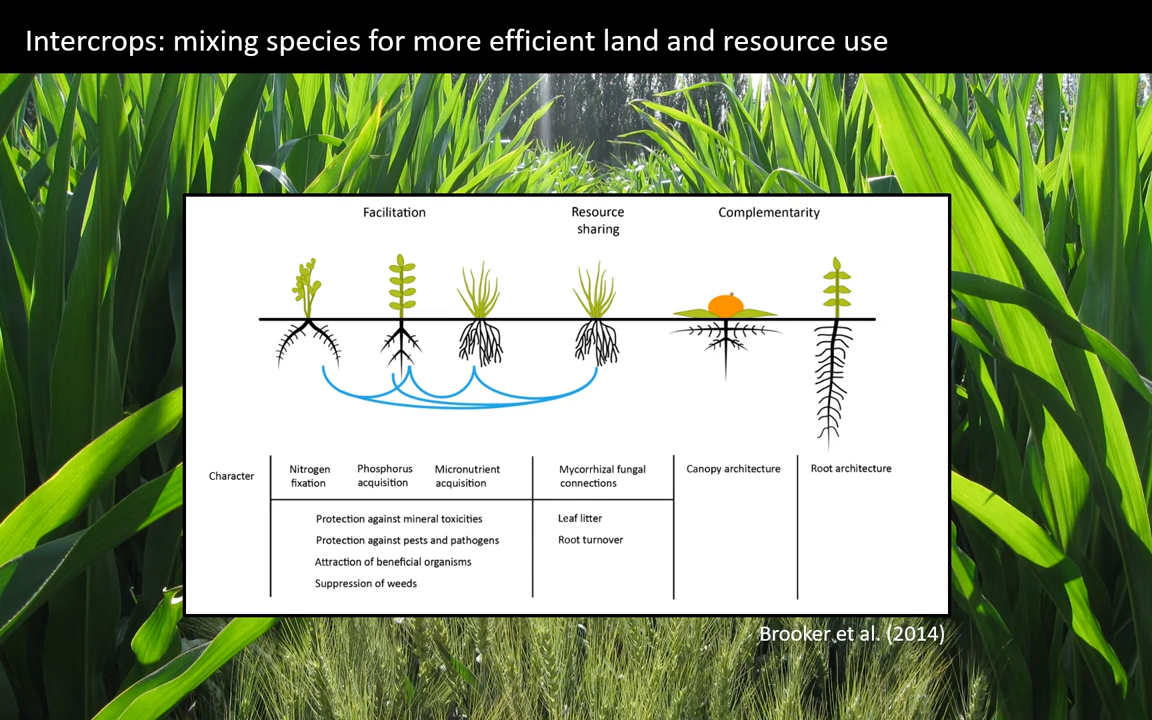 Intercrops: mixing species for more efficient land and resource use
Facilitation
Resource
sharing
Complementarity
Character
Nitrogen
fixation
Phosphorus
acquisition
Micronutrient
acquisition
Mycorrhizal fungal
connections
Canopy architecture
Root architecture
Protection against mineral toxicities
Protection against pests and pathogens
Attraction of beneficial organisms
Suppression of weeds
Leaf litter
Root turnover
Brooker et al. (2014)